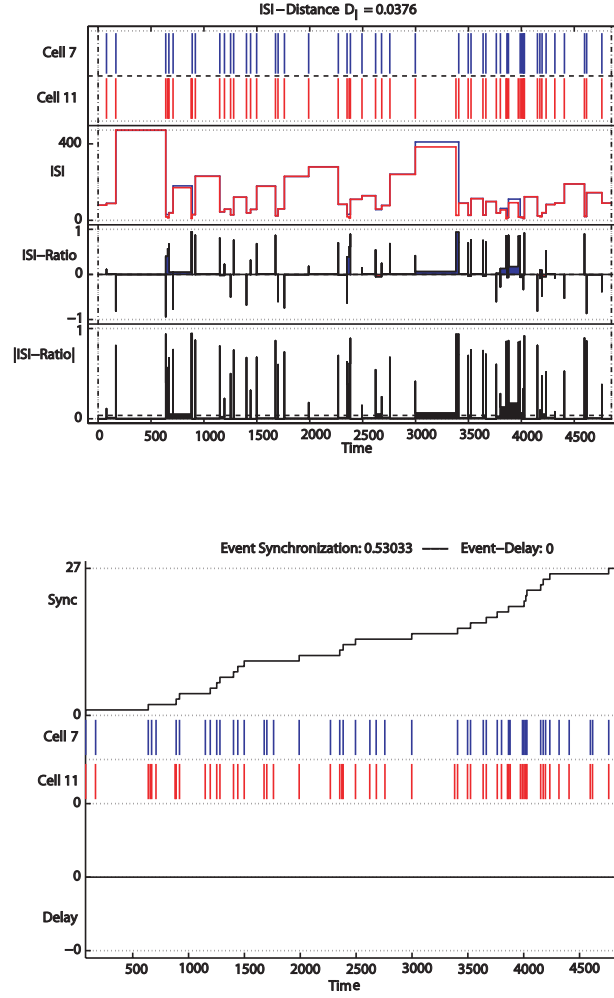 ISI−Distance D_I = 0.0376
Cell 7
Cell 11
400
ISI
0
1
ISI−Ratio
0
−1
1
|ISI−Ratio|
0
0 500 1000 1500 2000 2500 3000 3500 4000 4500
Time
Event Synchronization: 0.53033 Event−Delay: 0
27
Sync
0
Cell 7
Cell 11
0
0
Delay
−0
500 1000 1500 2000 2500 3000 3500 4000 4500
Time